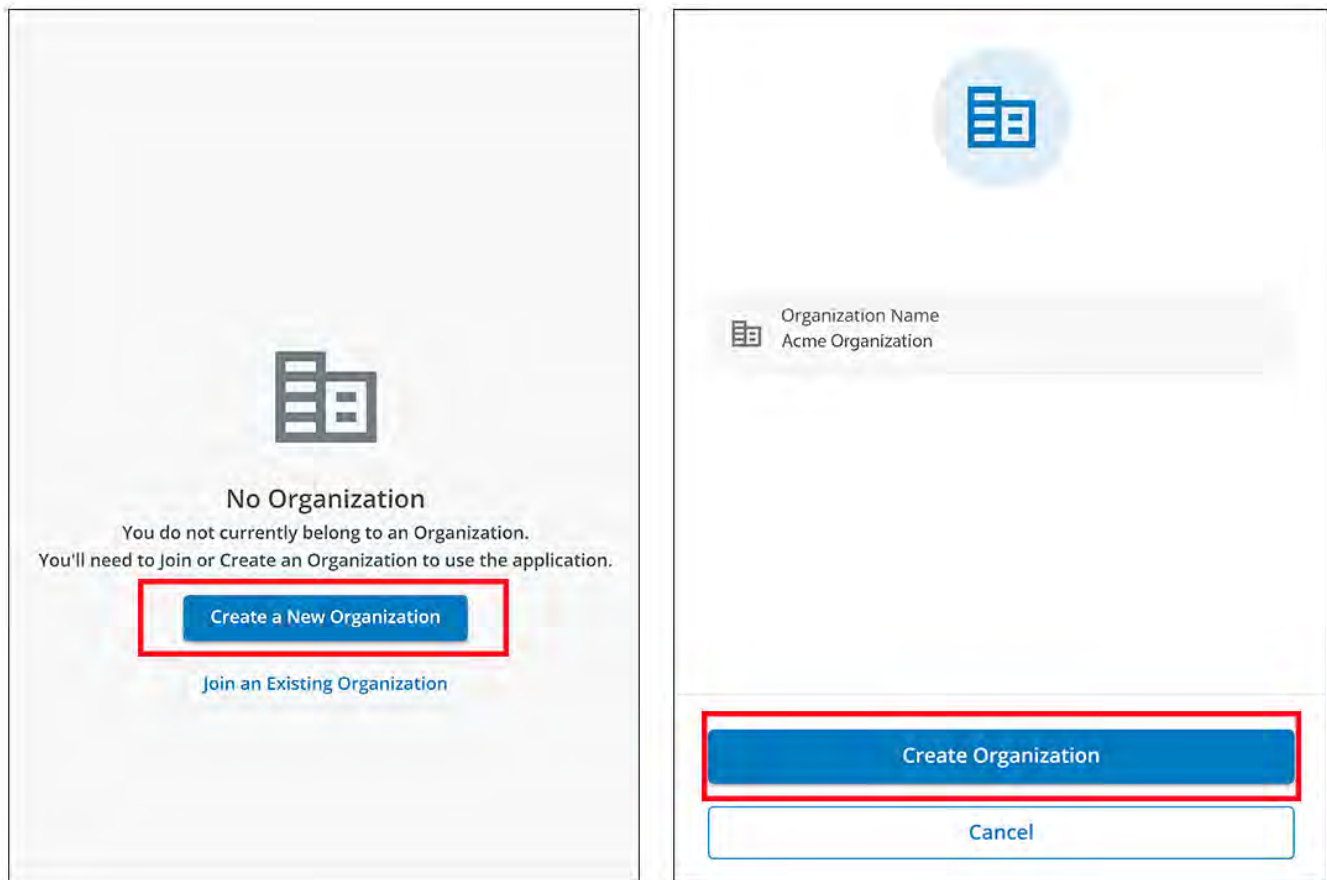 No Organization
You do not currently belong to an Organization.
You'll need to Join or Create an Organization to use the application.
Create a New Organization
Join an Existing Organization
Organization Name
Acme Organization
Create Organization
Cancel